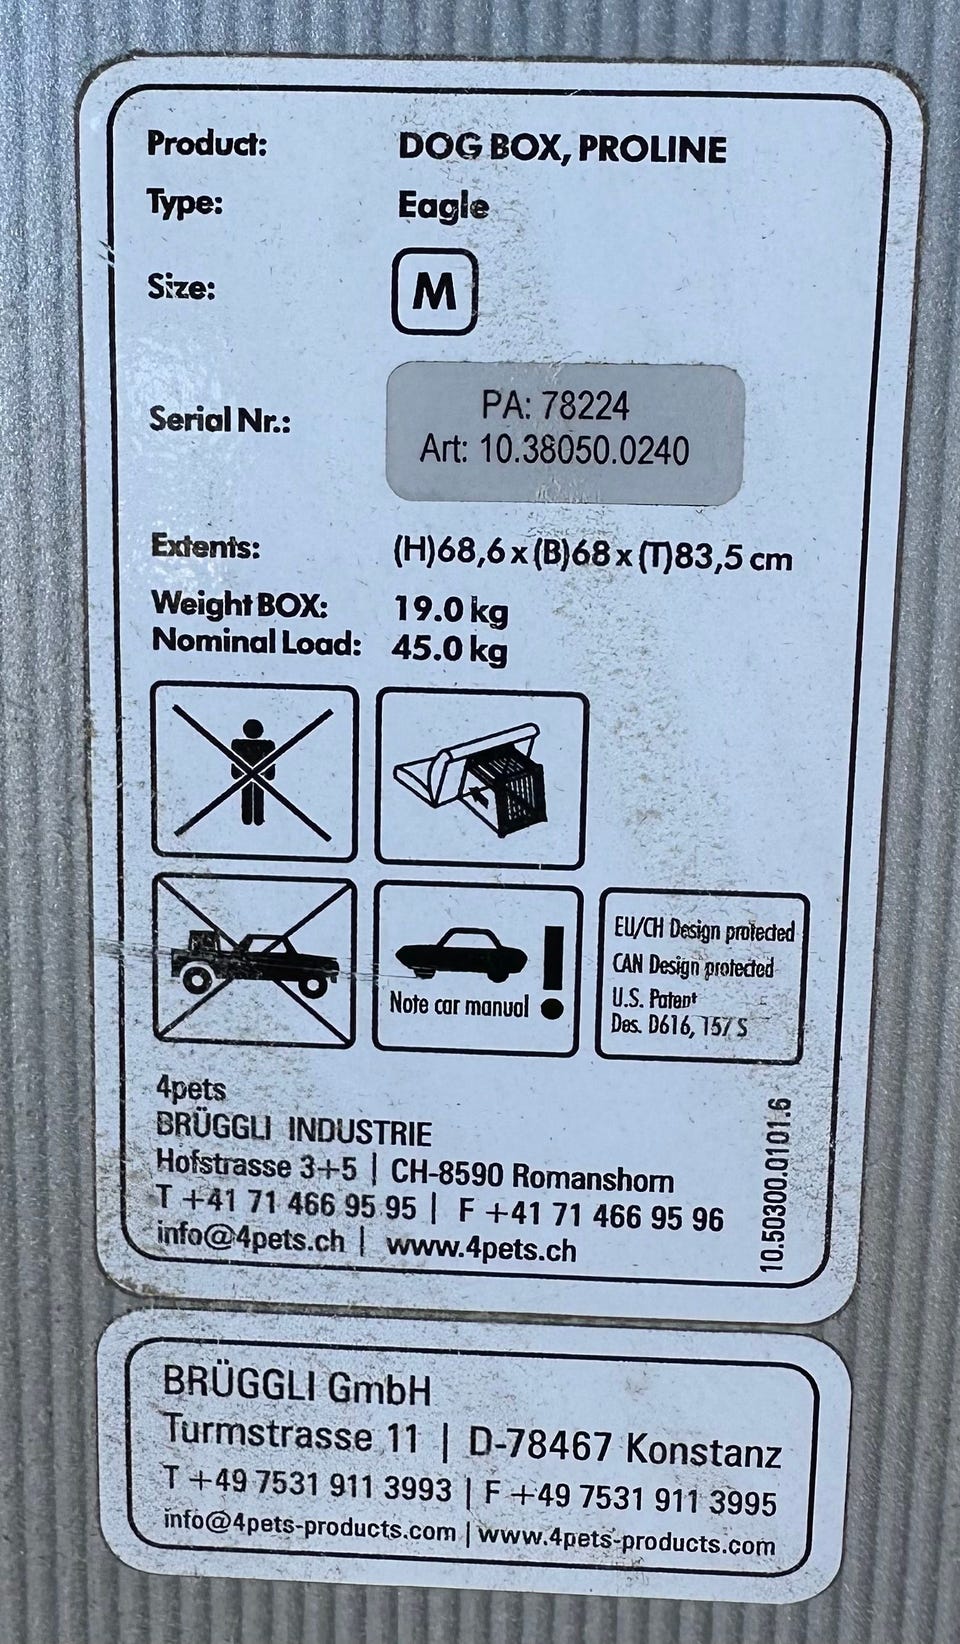 Product: DOG BOX, PROLINE
Type: Eagle
Size: M
Serial Nr.: PA: 78224
Art: 10.38050.0240
Extents: (H)68,6 x (B)68 x (T)83,5 cm
Weight BOX: 19.0 kg
Nominal Load: 45.0 kg
Note car manual
EU/CH Design protected
CAN Design protected
U.S. Patent
Des. D616, 157 S
4pets
BRÜGGLI INDUSTRIE
Hofstrasse 3+5 | CH-8590 Romanshorn
T +41 71 466 95 95 | F +41 71 466 95 96
info@4pets.ch | www.4pets.ch
10.50300.0101.6
BRÜGGLI GmbH
Turmstrasse 11 | D-78467 Konstanz
T +49 7531 911 3993 | F +49 7531 911 3995
info@4pets-products.com | www.4pets-products.com